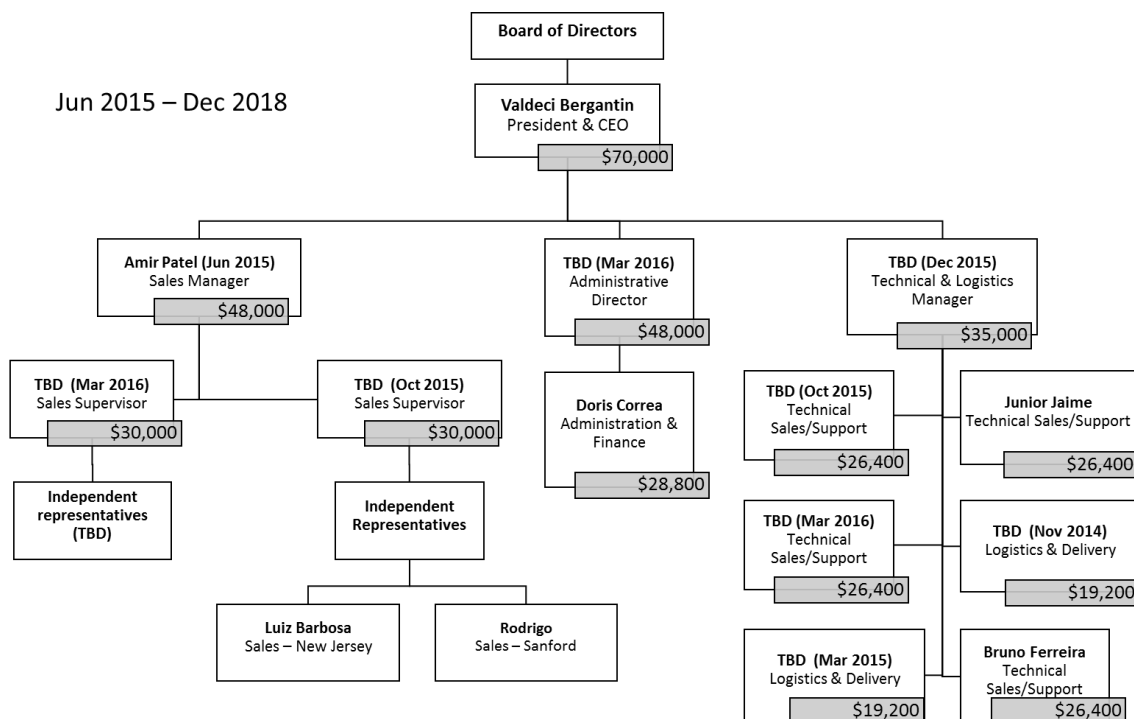 Board of Directors
Jun 2015 – Dec 2018
Valdeci Bergantin
President & CEO
$70,000
Amir Patel (Jun 2015)
Sales Manager
$48,000
TBD (Mar 2016)
Administrative
Director
$48,000
TBD (Dec 2015)
Technical & Logistics
Manager
$35,000
TBD (Mar 2016)
Sales Supervisor
$30,000
TBD (Oct 2015)
Sales Supervisor
$30,000
Doris Correa
Administration &
Finance
$28,800
TBD (Oct 2015)
Technical
Sales/Support
$26,400
Junior Jaime
Technical Sales/Support
$26,400
Independent
representatives
(TBD)
Independent
Representatives
TBD (Mar 2016)
Technical
Sales/Support
$26,400
TBD (Nov 2014)
Logistics & Delivery
$19,200
Luiz Barbosa
Sales – New Jersey
Rodrigo
Sales – Sanford
TBD (Mar 2015)
Logistics & Delivery
$19,200
Bruno Ferreira
Technical
Sales/Support
$26,400